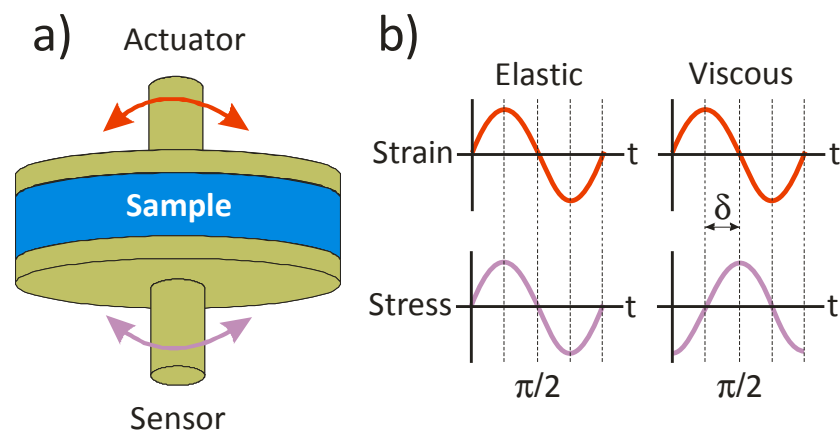 a)
Actuator
Sample
Sensor
b)
Elastic
Viscous
Strain
t
t
δ
Stress
t
t
π/2
π/2